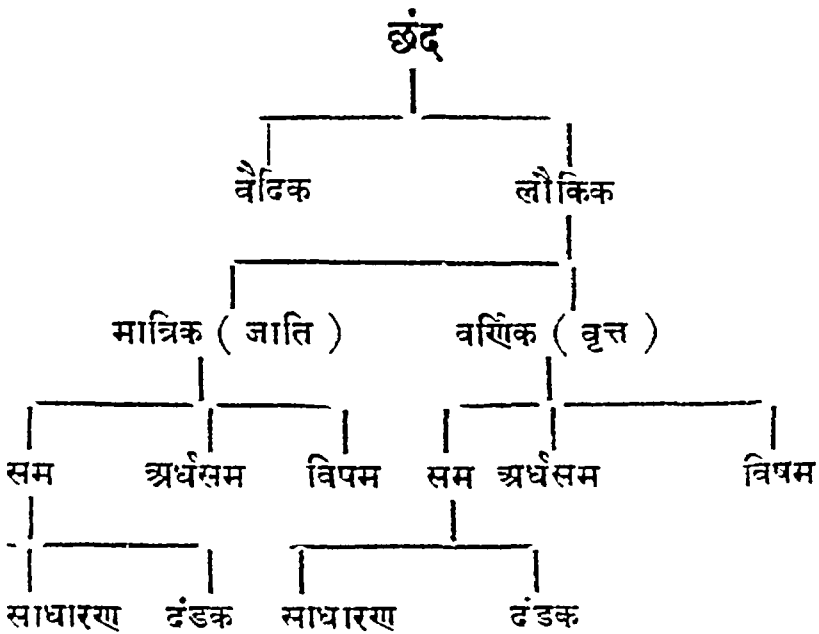 छंद
वैदिक लौकिक
मात्रिक ( जाति ) वर्णिक ( वृत्त )
सम अर्धसम विषम सम अर्धसम विषम
साधारण दंडक साधारण दंडक